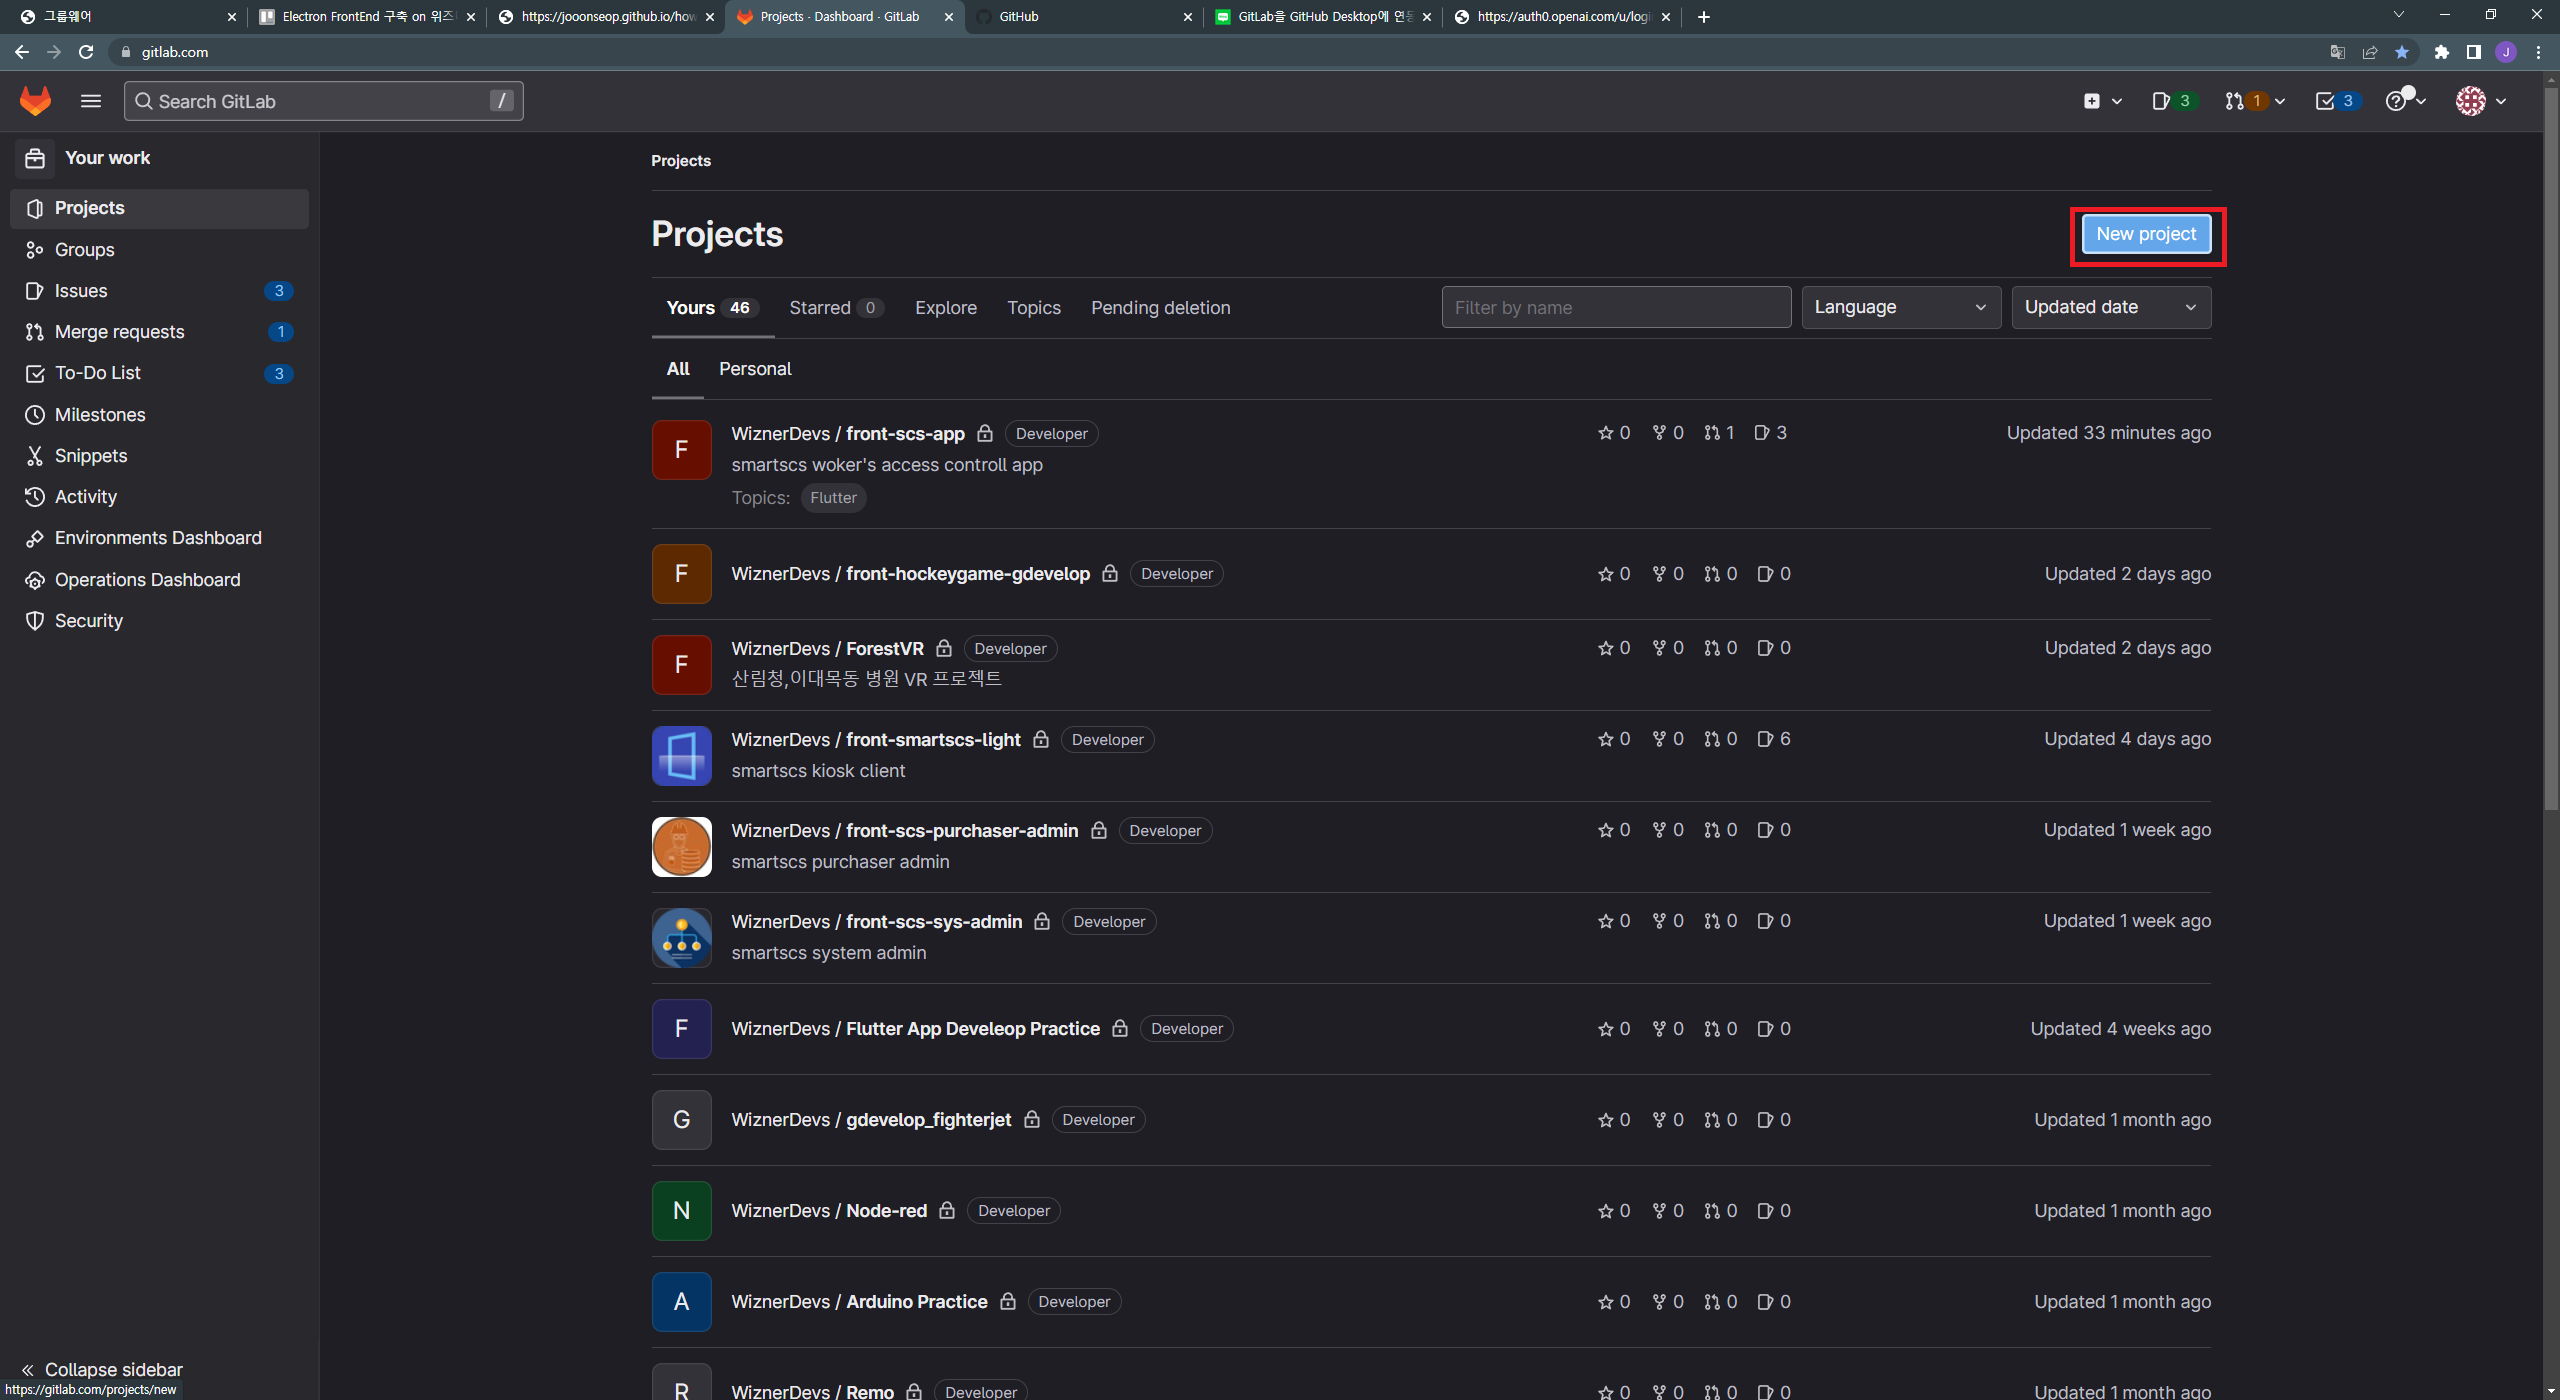 그룹웨어
Electron FrontEnd 구축 on 위즈
https://jooonseop.github.io/how
Projects · Dashboard · GitLab
GitHub
GitLab을 GitHub Desktop에 연동
https://auth0.openai.com/u/logi
gitlab.com
J
Search GitLab /
3
1
3
Your work
Projects
Groups
Issues 3
Merge requests 1
To-Do List 3
Milestones
Snippets
Activity
Environments Dashboard
Operations Dashboard
Security
Projects
Projects
New project
Yours 46 Starred 0 Explore Topics Pending deletion
Filter by name Language Updated date
All Personal
F WiznerDevs / front-scs-app Developer 0 0 1 3 Updated 33 minutes ago
smartscs woker's access controll app
Topics: Flutter
F WiznerDevs / front-hockeygame-gdevelop Developer 0 0 0 0 Updated 2 days ago
F WiznerDevs / ForestVR Developer 0 0 0 0 Updated 2 days ago
산림청,이대목동 병원 VR 프로젝트
WiznerDevs / front-smartscs-light Developer 0 0 0 6 Updated 4 days ago
smartscs kiosk client
WiznerDevs / front-scs-purchaser-admin Developer 0 0 0 0 Updated 1 week ago
smartscs purchaser admin
WiznerDevs / front-scs-sys-admin Developer 0 0 0 0 Updated 1 week ago
smartscs system admin
F WiznerDevs / Flutter App Develeop Practice Developer 0 0 0 0 Updated 4 weeks ago
G WiznerDevs / gdevelop_fighterjet Developer 0 0 0 0 Updated 1 month ago
N WiznerDevs / Node-red Developer 0 0 0 0 Updated 1 month ago
A WiznerDevs / Arduino Practice Developer 0 0 0 0 Updated 1 month ago
R WiznerDevs / Remo Developer 0 0 0 0 Updated 1 month ago
Collapse sidebar
https://gitlab.com/projects/new